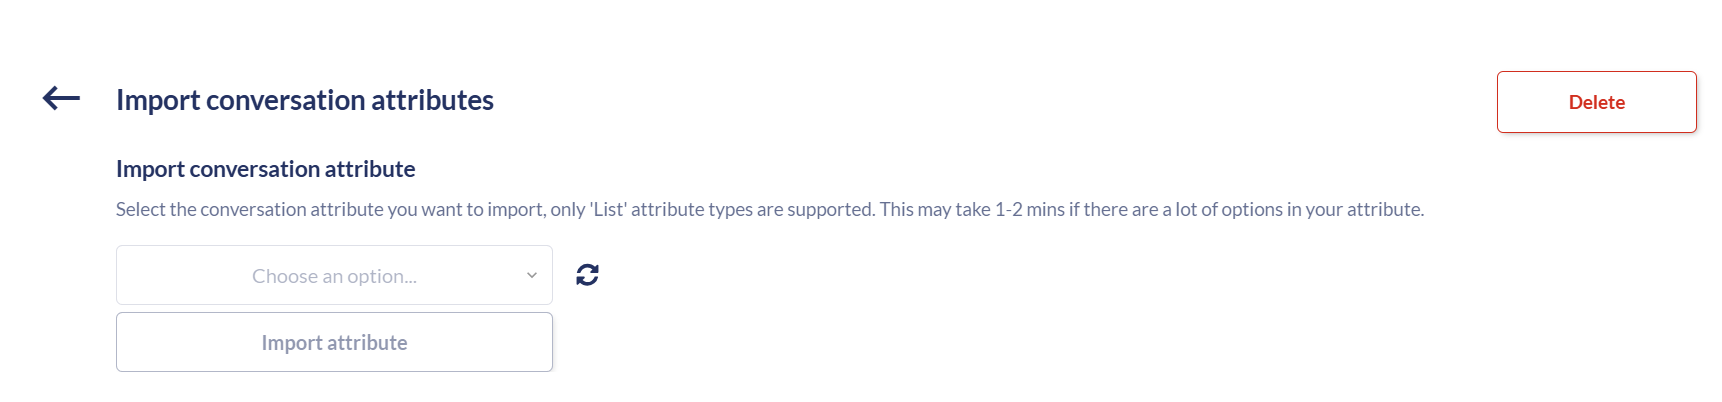 Import conversation attributes
Delete
Import conversation attribute
Select the conversation attribute you want to import, only 'List' attribute types are supported. This may take 1-2 mins if there are a lot of options in your attribute.
Choose an option...
Import attribute